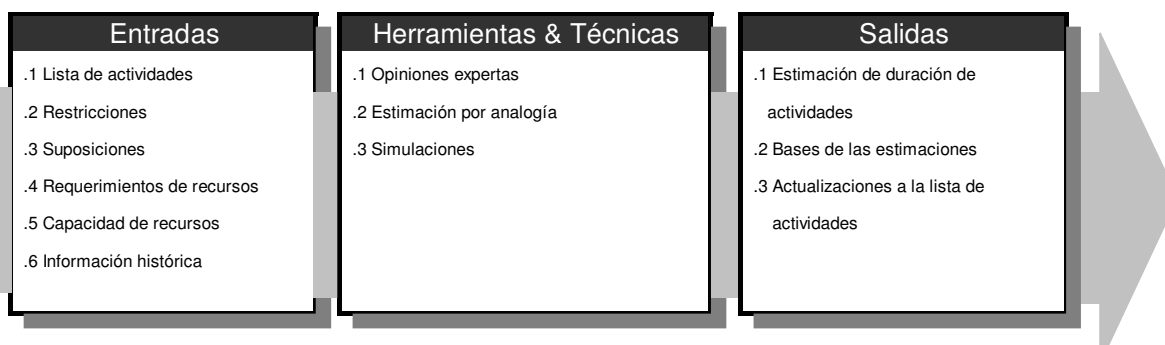 Entradas
.1 Lista de actividades
.2 Restricciones
.3 Suposiciones
.4 Requerimientos de recursos
.5 Capacidad de recursos
.6 Información histórica
Herramientas & Técnicas
.1 Opiniones expertas
.2 Estimación por analogía
.3 Simulaciones
Salidas
.1 Estimación de duración de
actividades
.2 Bases de las estimaciones
.3 Actualizaciones a la lista de
actividades